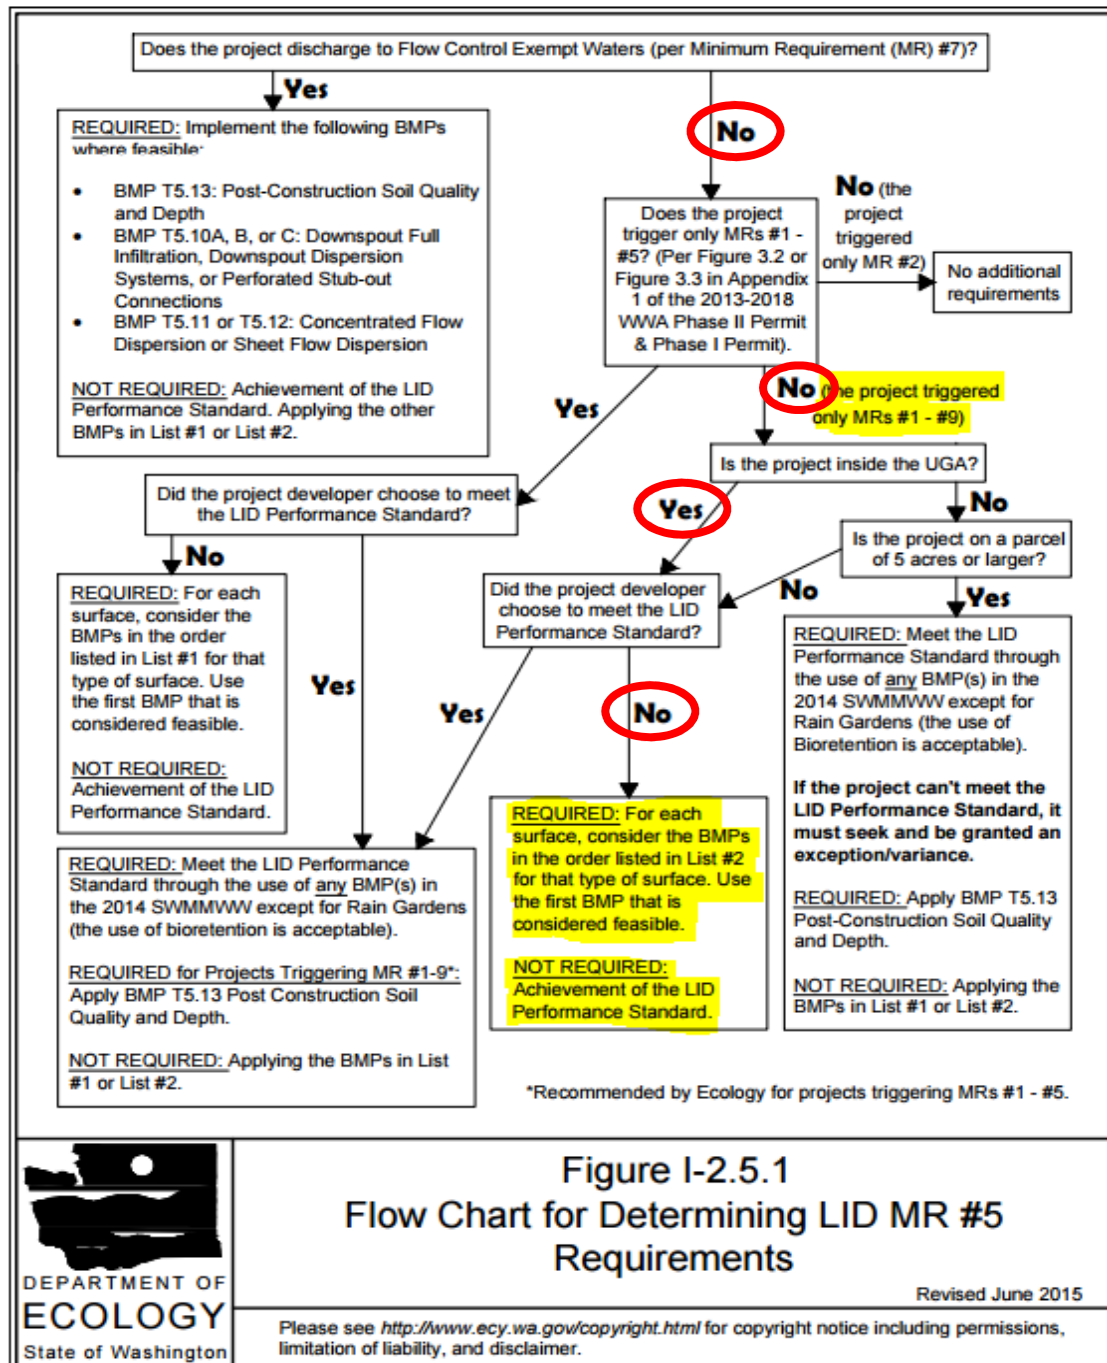 Does the project discharge to Flow Control Exempt Waters (per Minimum Requirement (MR) #7)?
Yes
No
REQUIRED: Implement the following BMPs
where feasible:
• BMP T5.13: Post-Construction Soil Quality
and Depth
• BMP T5.10A, B, or C: Downspout Full
Infiltration, Downspout Dispersion
Systems, or Perforated Stub-out
Connections
• BMP T5.11 or T5.12: Concentrated Flow
Dispersion or Sheet Flow Dispersion
NOT REQUIRED: Achievement of the LID
Performance Standard. Applying the other
BMPs in List #1 or List #2.
Does the project
trigger only MRs #1 -
#5? (Per Figure 3.2 or
Figure 3.3 in Appendix
1 of the 2013-2018
WWA Phase II Permit
& Phase I Permit).
No (the
project
triggered
only MR #2)
No additional
requirements
Yes
No (the project triggered
only MRs #1 - #9)
Is the project inside the UGA?
Yes
No
Did the project developer choose to meet
the LID Performance Standard?
Is the project on a parcel
of 5 acres or larger?
No
Yes
No
Yes
REQUIRED: For each
surface, consider the
BMPs in the order
listed in List #1 for that
type of surface. Use
the first BMP that is
considered feasible.
NOT REQUIRED:
Achievement of the LID
Performance Standard.
Did the project developer
choose to meet the LID
Performance Standard?
Yes
No
REQUIRED: Meet the LID
Performance Standard through
the use of any BMP(s) in the
2014 SWMMWW except for
Rain Gardens (the use of
Bioretention is acceptable).
If the project can't meet the
LID Performance Standard, it
must seek and be granted an
exception/variance.
REQUIRED: Apply BMP T5.13
Post-Construction Soil Quality
and Depth.
NOT REQUIRED: Applying the
BMPs in List #1 or List #2.
REQUIRED: For each
surface, consider the BMPs
in the order listed in List #2
for that type of surface. Use
the first BMP that is
considered feasible.
NOT REQUIRED:
Achievement of the LID
Performance Standard.
REQUIRED: Meet the LID Performance
Standard through the use of any BMP(s) in
the 2014 SWMMWW except for Rain Gardens
(the use of bioretention is acceptable).
REQUIRED for Projects Triggering MR #1-9*:
Apply BMP T5.13 Post Construction Soil
Quality and Depth.
NOT REQUIRED: Applying the BMPs in List
#1 or List #2.
*Recommended by Ecology for projects triggering MRs #1 - #5.
DEPARTMENT OF
ECOLOGY
State of Washington
Figure I-2.5.1
Flow Chart for Determining LID MR #5
Requirements
Revised June 2015
Please see http://www.ecy.wa.gov/copyright.html for copyright notice including permissions,
limitation of liability, and disclaimer.